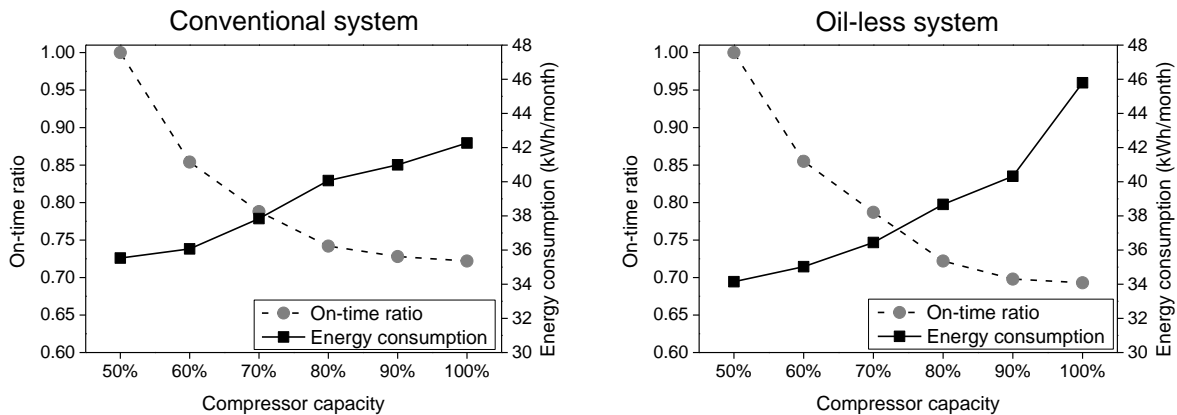 Conventional system
1.00
0.95
0.90
0.85
0.80
0.75
0.70
0.65
0.60
On-time ratio
48
46
44
42
40
38
36
34
32
30
Energy consumption (kWh/month)
On-time ratio
Energy consumption
50% 60% 70% 80% 90% 100%
Compressor capacity
Oil-less system
1.00
0.95
0.90
0.85
0.80
0.75
0.70
0.65
0.60
On-time ratio
48
46
44
42
40
38
36
34
32
30
Energy consumption (kWh/month)
On-time ratio
Energy consumption
50% 60% 70% 80% 90% 100%
Compressor capacity